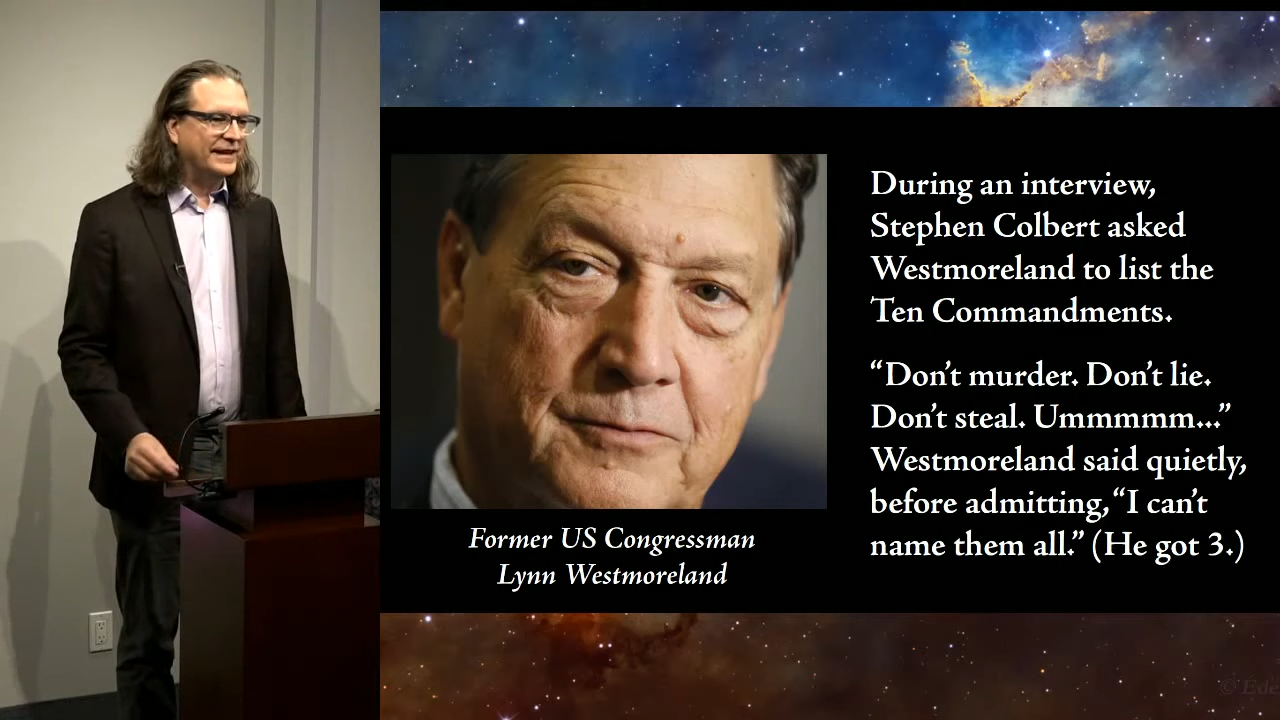 During an interview,
Stephen Colbert asked
Westmoreland to list the
Ten Commandments.
“Don’t murder. Don’t lie.
Don’t steal. Ummmmm...”
Westmoreland said quietly,
before admitting, “I can’t
name them all.” (He got 3.)
Former US Congressman
Lynn Westmoreland